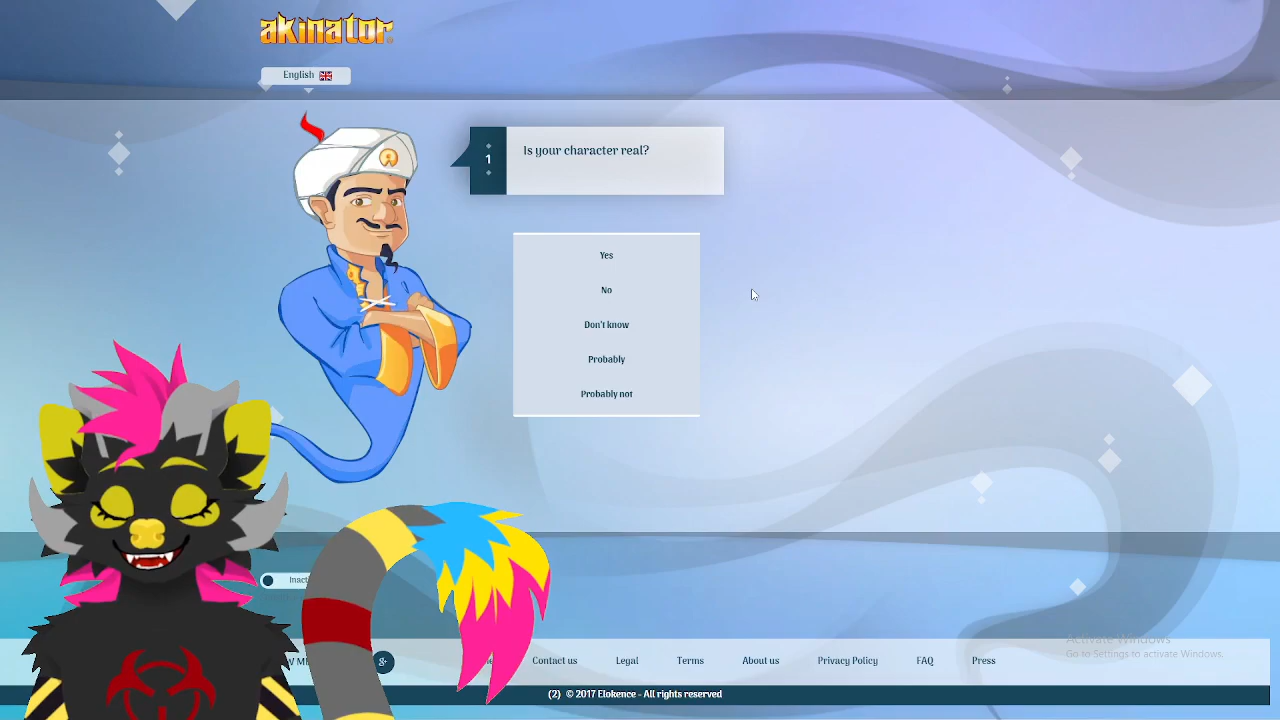 akinator
English
1
Is your character real?
Yes
No
Don't know
Probably
Probably not
Activate Windows
Go to Settings to activate Windows.
g+
Contact us
Legal
Terms
About us
Privacy Policy
FAQ
Press
(2) © 2017 Elokence - All rights reserved